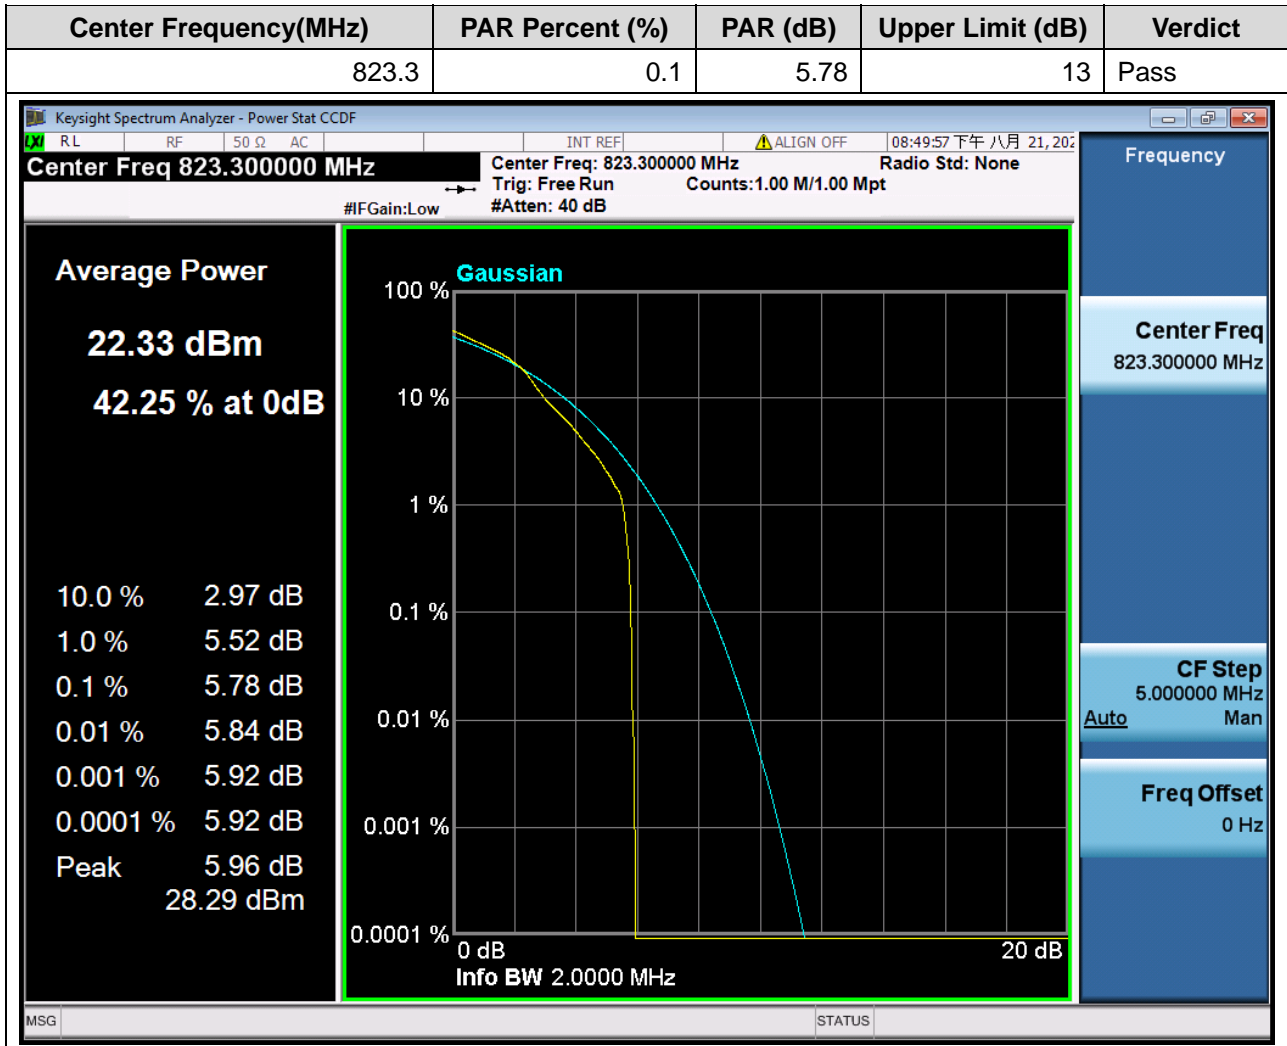 Center Frequency(MHz) PAR Percent (%) PAR (dB) Upper Limit (dB) Verdict
823.3 0.1 5.78 13 Pass
Keysight Spectrum Analyzer - Power Stat CCDF
LXI RL RF 50 Ω AC INT REF ALIGN OFF 08:49:57 下午 八月 21, 202
Center Freq 823.300000 MHz
Center Freq: 823.300000 MHz Radio Std: None
Trig: Free Run Counts:1.00 M/1.00 Mpt
#IFGain:Low #Atten: 40 dB
Average Power
22.33 dBm
42.25 % at 0dB
10.0 % 2.97 dB
1.0 % 5.52 dB
0.1 % 5.78 dB
0.01 % 5.84 dB
0.001 % 5.92 dB
0.0001 % 5.92 dB
Peak 5.96 dB
28.29 dBm
Gaussian
100 %
10 %
1 %
0.1 %
0.01 %
0.001 %
0.0001 %
0 dB 20 dB
Info BW 2.0000 MHz
Frequency
Center Freq
823.300000 MHz
CF Step
5.000000 MHz
Auto Man
Freq Offset
0 Hz
MSG STATUS